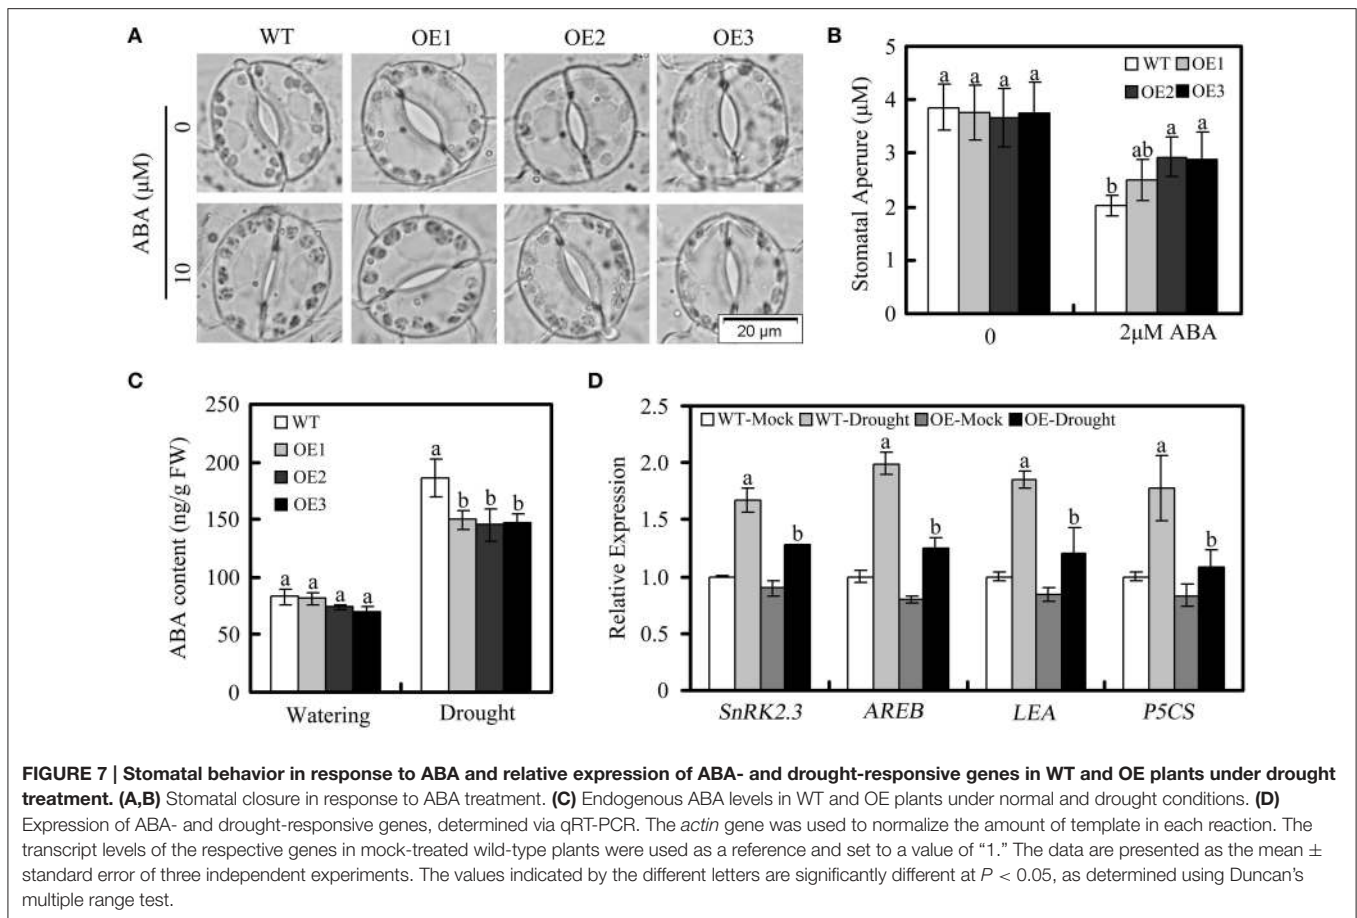 A
WT
OE1
OE2
OE3
ABA (μM)
0
10
20 μm
B
Stomatal Aperure (μM)
5
4
3
2
1
0
WT
OE1
OE2
OE3
a
a
a
a
b
ab
a
a
0
2μM ABA
C
ABA content (ng/g FW)
250
200
150
100
50
0
WT
OE1
OE2
OE3
a
a
a
a
a
b
b
b
Watering
Drought
D
Relative Expression
2.5
2.0
1.5
1.0
0.5
0
WT-Mock
WT-Drought
OE-Mock
OE-Drought
a
b
a
b
a
b
a
b
SnRK2.3
AREB
LEA
P5CS
FIGURE 7 | Stomatal behavior in response to ABA and relative expression of ABA- and drought-responsive genes in WT and OE plants under drought
treatment. (A,B) Stomatal closure in response to ABA treatment. (C) Endogenous ABA levels in WT and OE plants under normal and drought conditions. (D)
Expression of ABA- and drought-responsive genes, determined via qRT-PCR. The actin gene was used to normalize the amount of template in each reaction. The
transcript levels of the respective genes in mock-treated wild-type plants were used as a reference and set to a value of “1.” The data are presented as the mean ±
standard error of three independent experiments. The values indicated by the different letters are significantly different at P < 0.05, as determined using Duncan’s
multiple range test.